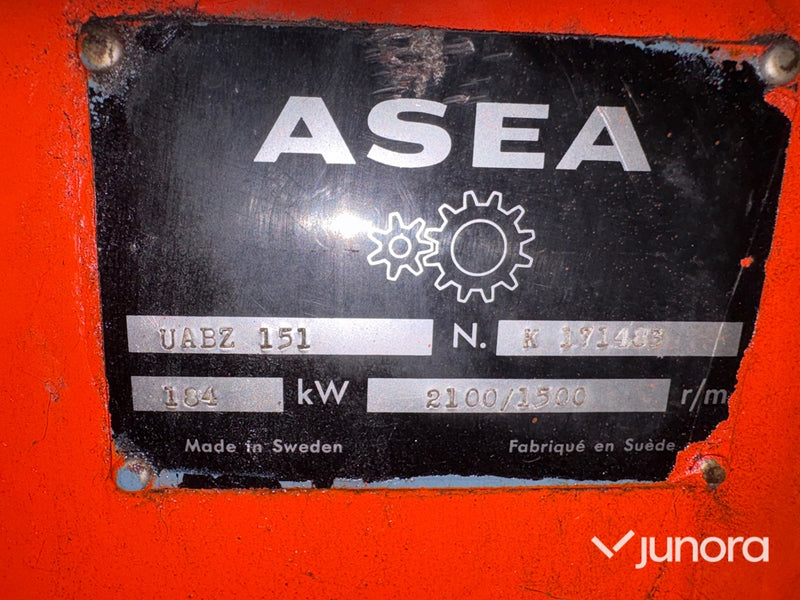 ASEA
UABZ 151 N.
184 kW 2100/1500 r/m
Made in Sweden Fabriqué en Suède
junora